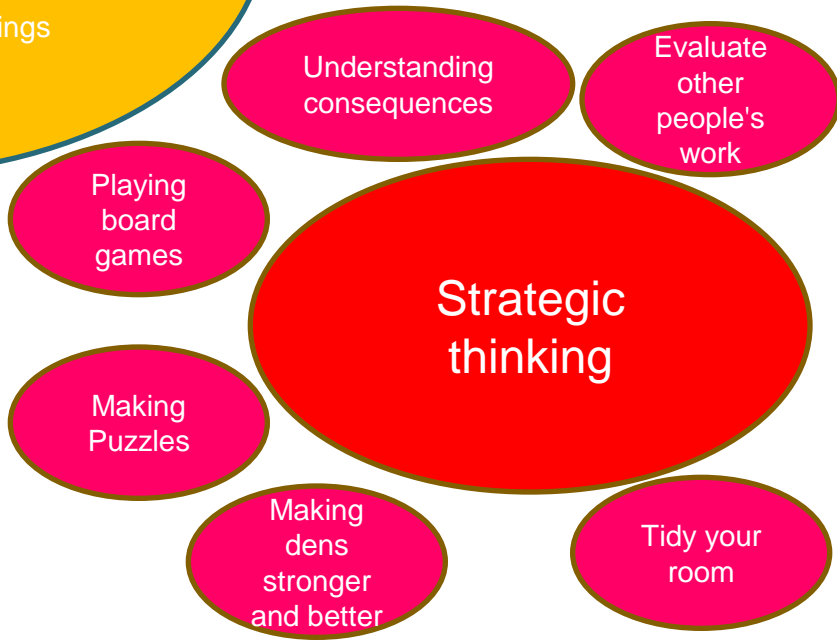 Understanding
consequences
Evaluate
other
people's
work
Playing
board
games
Strategic
thinking
Making
Puzzles
Making
dens
stronger
and better
Tidy your
room